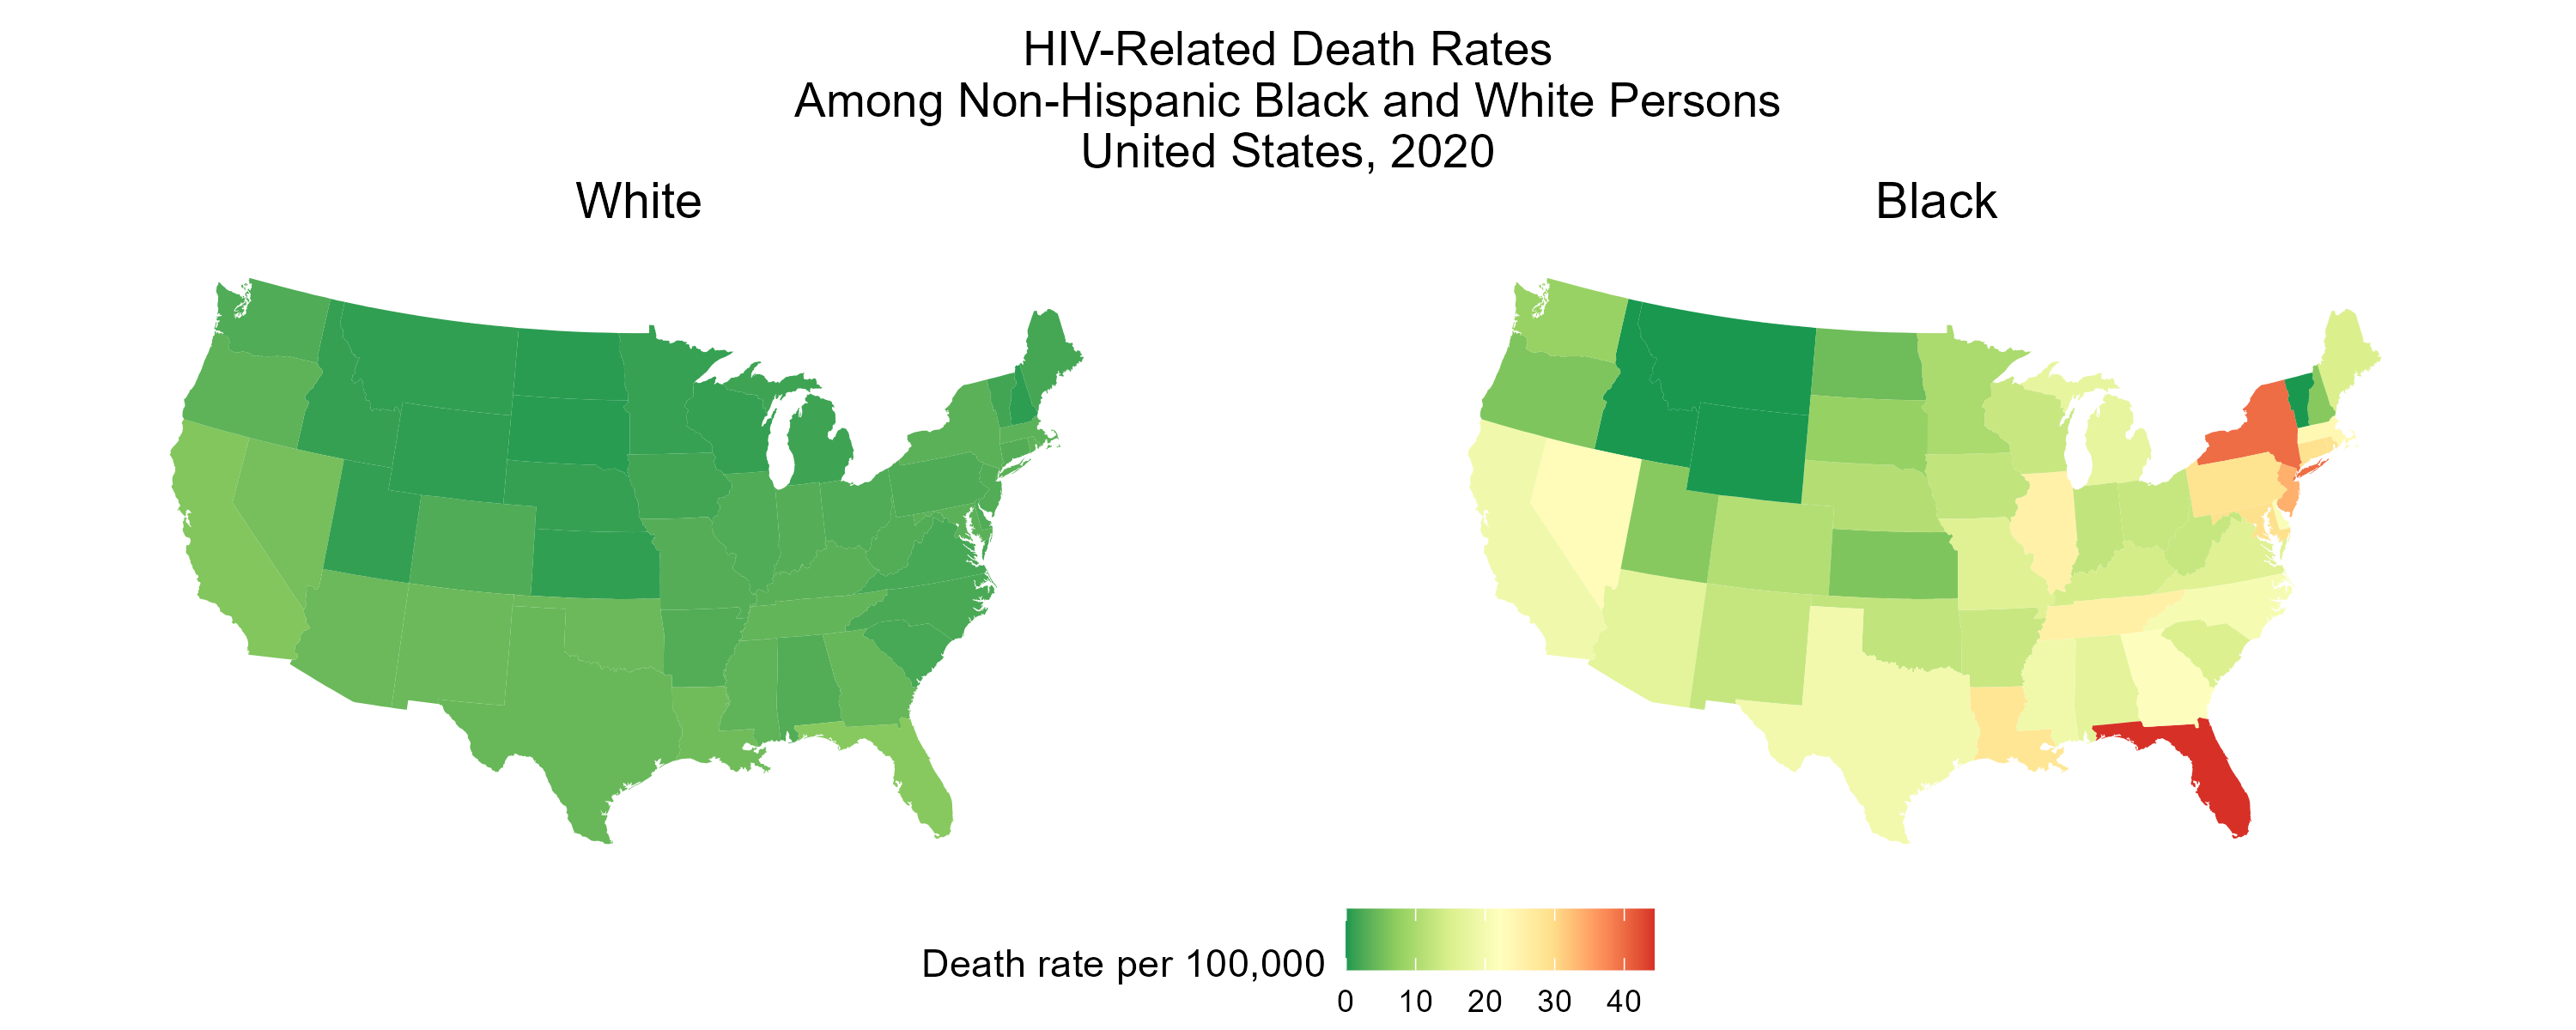 HIV-Related Death Rates
Among Non-Hispanic Black and White Persons
United States, 2020
White
Black
Death rate per 100,000
0 10 20 30 40